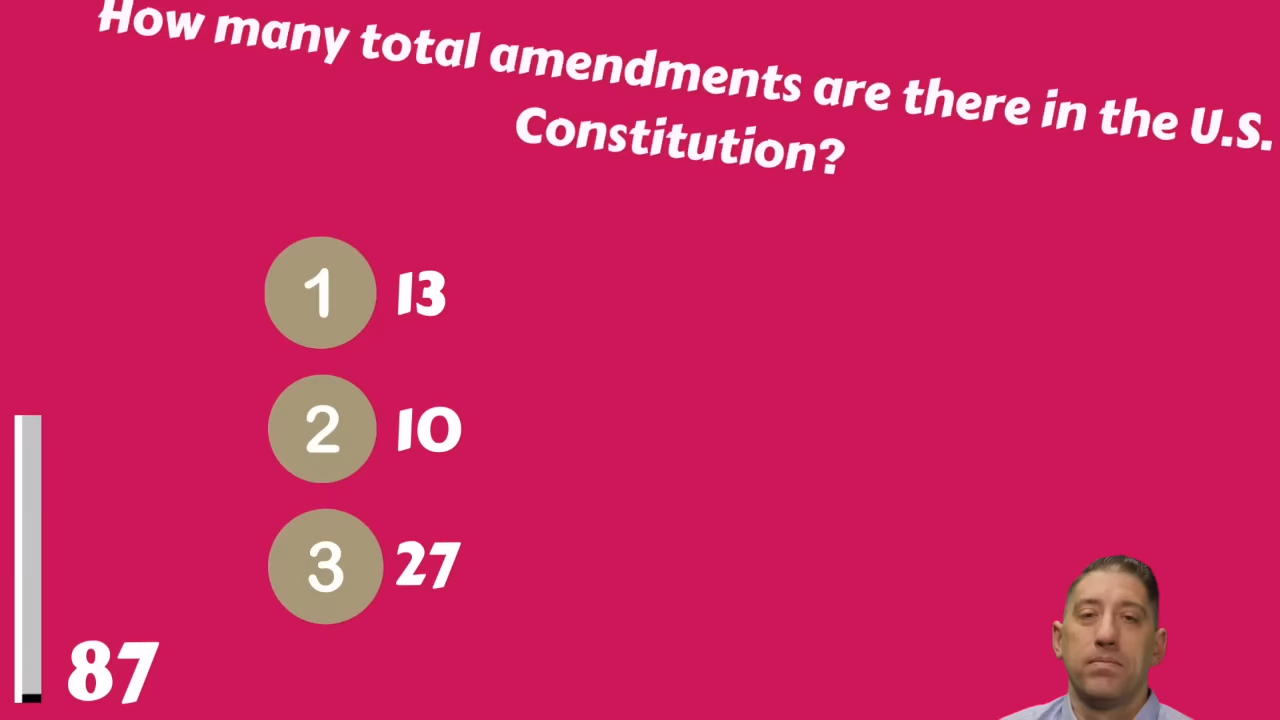 How many total amendments are there in the U.S.
Constitution?
1 13
2 10
3 27
87